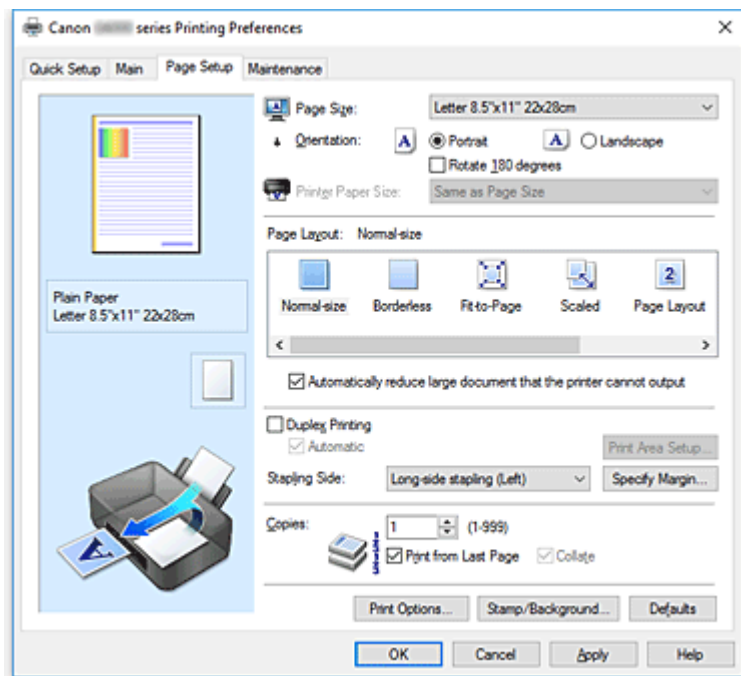 Canon series Printing Preferences
Quick Setup Main Page Setup Maintenance
Page Size: Letter 8.5"x11" 22x28cm
Orientation: A Portrait A Landscape
Rotate 180 degrees
Printer Paper Size: Same as Page Size
Page Layout: Normal-size
2
Normal-size Borderless Fit-to-Page Scaled Page Layout
Plain Paper
Letter 8.5"x11" 22x28cm
Automatically reduce large document that the printer cannot output
Duplex Printing
Automatic
Print Area Setup...
Stapling Side: Long-side stapling (Left) Specify Margin...
A
Copies: 1 (1-999)
Print from Last Page Collate
Print Options... Stamp/Background... Defaults
OK Cancel Apply Help